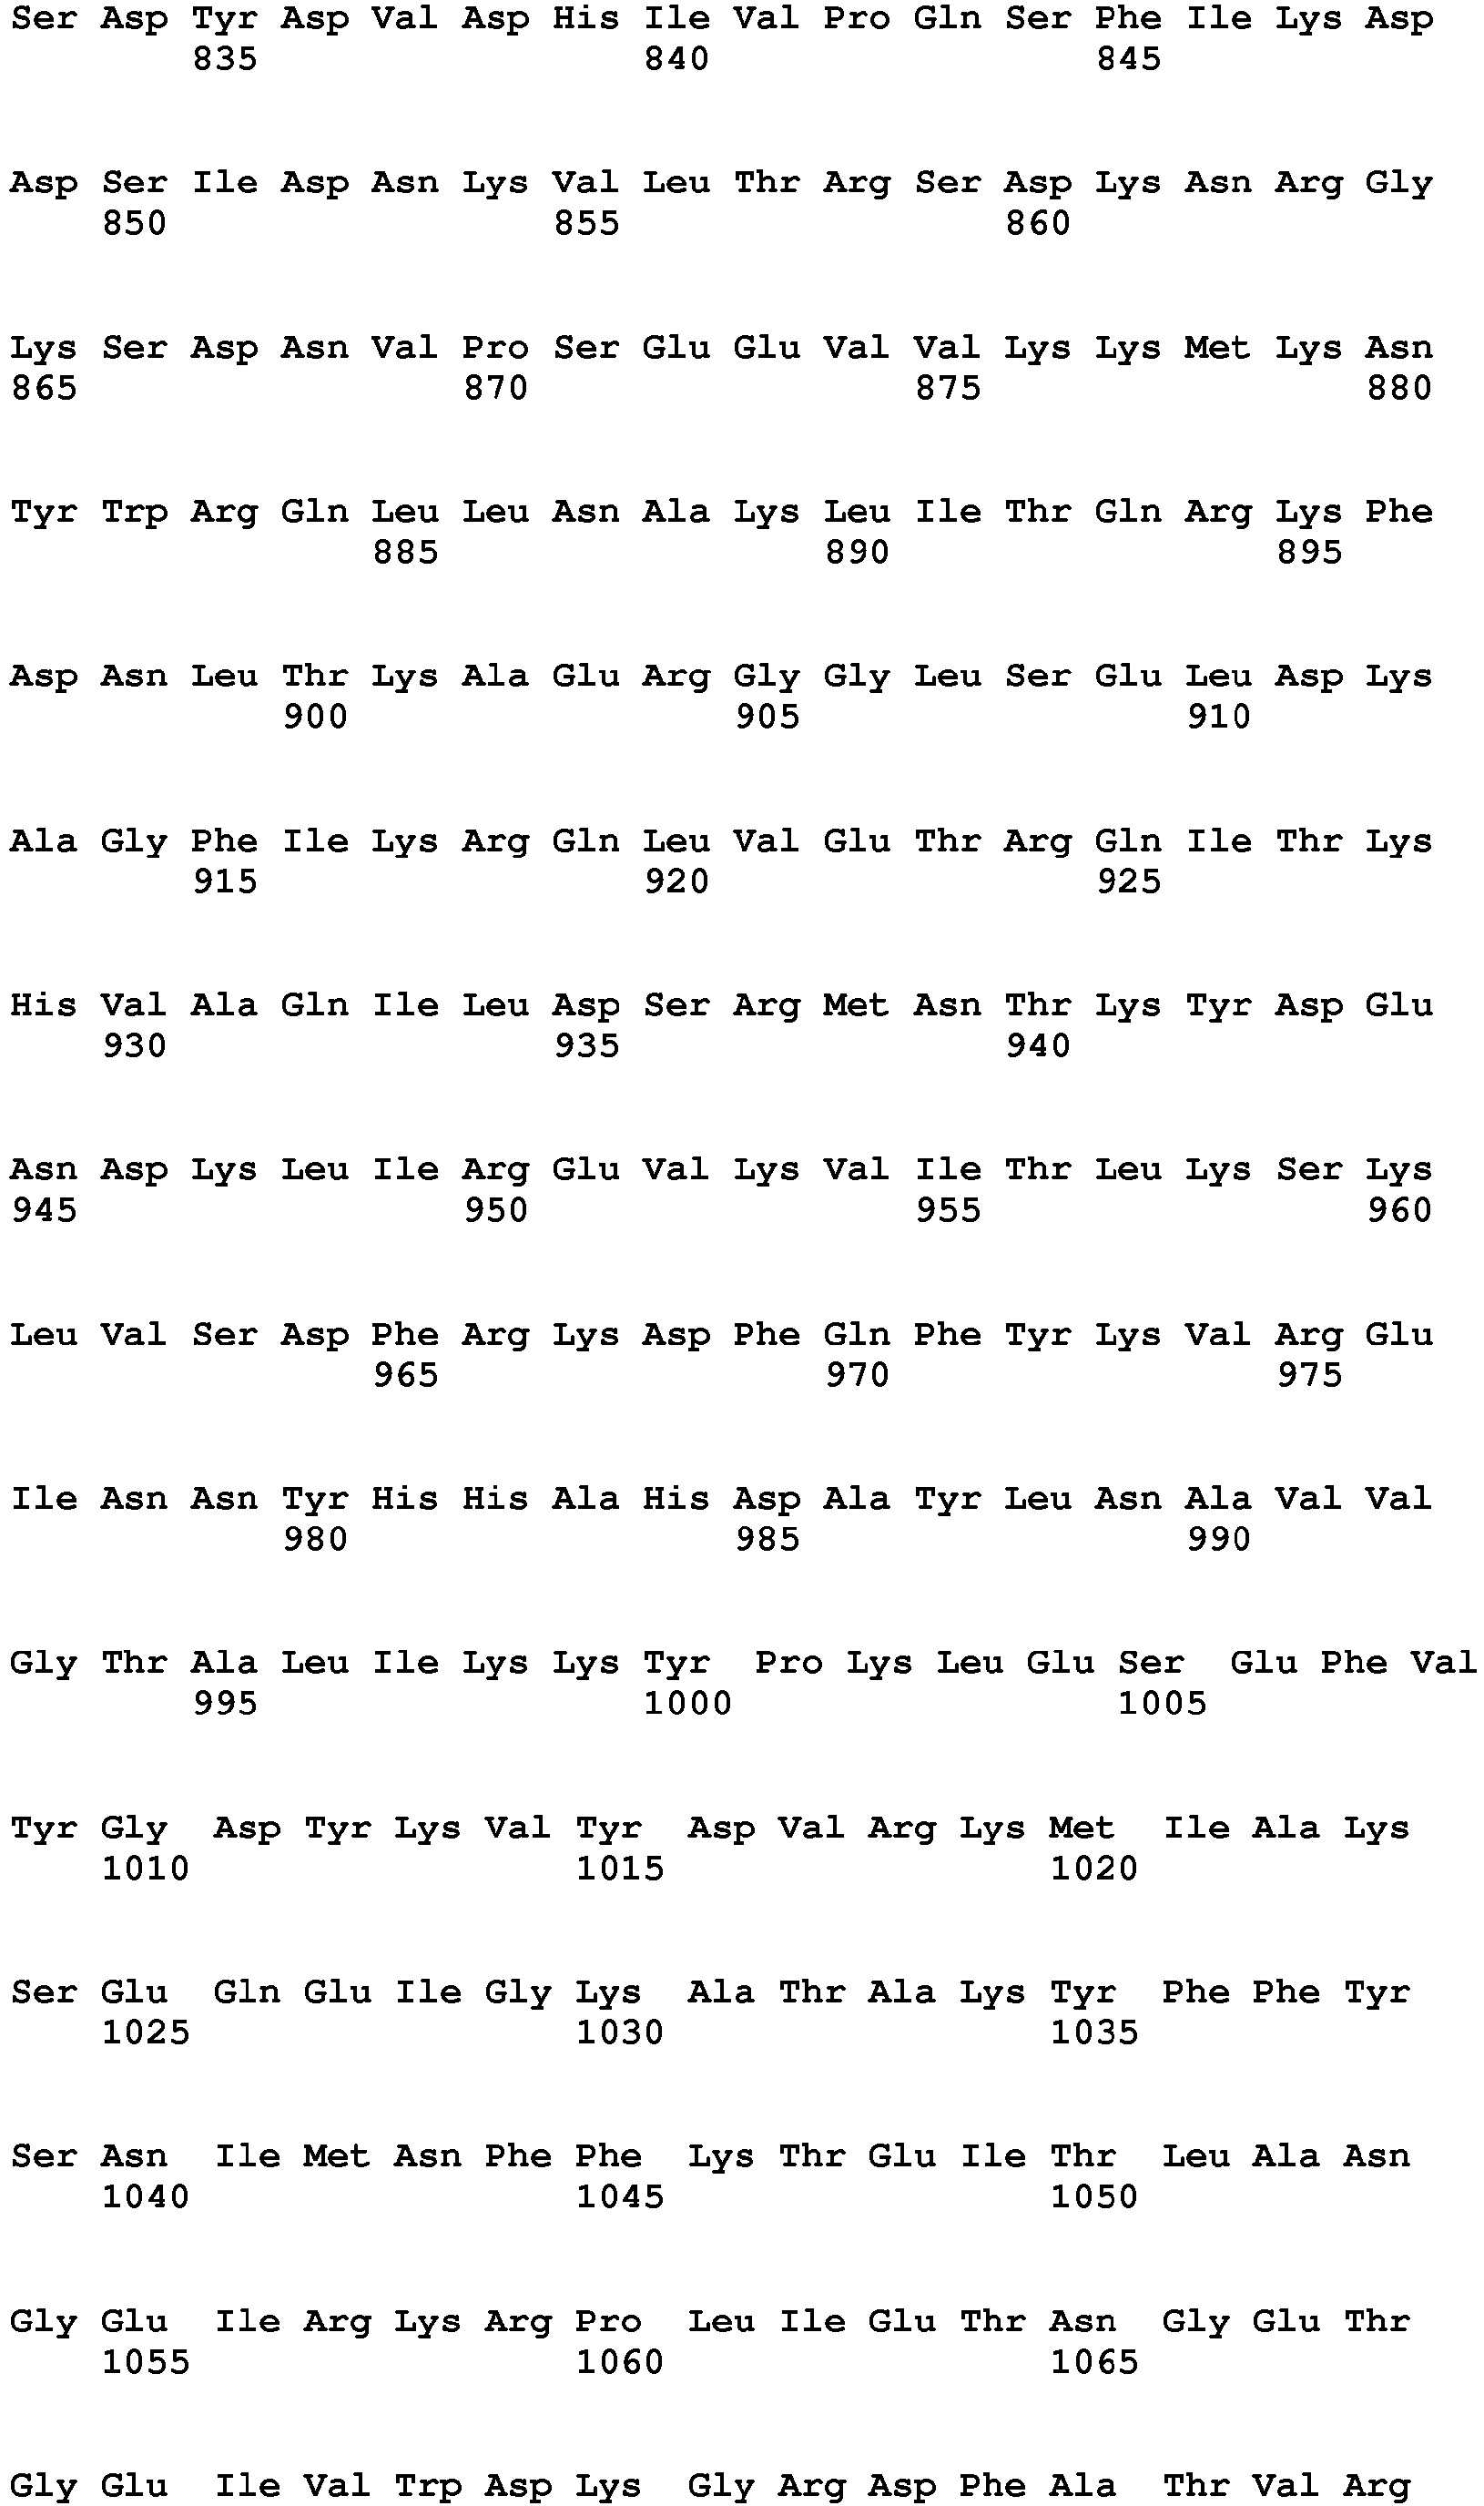 Ser Asp Tyr Asp Val Asp His Ile Val Pro Gln Ser Phe Ile Lys Asp
835 840 845
Asp Ser Ile Asp Asn Lys Val Leu Thr Arg Ser Asp Lys Asn Arg Gly
850 855 860
Lys Ser Asp Asn Val Pro Ser Glu Glu Val Val Lys Lys Met Lys Asn
865 870 875 880
Tyr Trp Arg Gln Leu Leu Asn Ala Lys Leu Ile Thr Gln Arg Lys Phe
885 890 895
Asp Asn Leu Thr Lys Ala Glu Arg Gly Gly Leu Ser Glu Leu Asp Lys
900 905 910
Ala Gly Phe Ile Lys Arg Gln Leu Val Glu Thr Arg Gln Ile Thr Lys
915 920 925
His Val Ala Gln Ile Leu Asp Ser Arg Met Asn Thr Lys Tyr Asp Glu
930 935 940
Asn Asp Lys Leu Ile Arg Glu Val Lys Val Ile Thr Leu Lys Ser Lys
945 950 955 960
Leu Val Ser Asp Phe Arg Lys Asp Phe Gln Phe Tyr Lys Val Arg Glu
965 970 975
Ile Asn Asn Tyr His His Ala His Asp Ala Tyr Leu Asn Ala Val Val
980 985 990
Gly Thr Ala Leu Ile Lys Lys Tyr Pro Lys Leu Glu Ser Glu Phe Val
995 1000 1005
Tyr Gly Asp Tyr Lys Val Tyr Asp Val Arg Lys Met Ile Ala Lys
1010 1015 1020
Ser Glu Gln Glu Ile Gly Lys Ala Thr Ala Lys Tyr Phe Phe Tyr
1025 1030 1035
Ser Asn Ile Met Asn Phe Phe Lys Thr Glu Ile Thr Leu Ala Asn
1040 1045 1050
Gly Glu Ile Arg Lys Arg Pro Leu Ile Glu Thr Asn Gly Glu Thr
1055 1060 1065
Gly Glu Ile Val Trp Asp Lys Gly Arg Asp Phe Ala Thr Val Arg